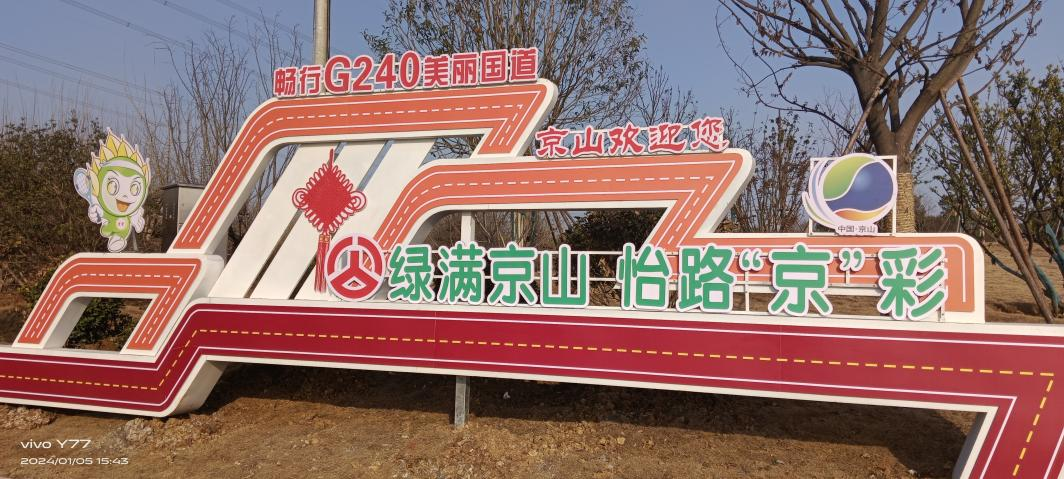 畅行G240美丽国道
京山欢迎您
中国·京山
绿满京山 怡路“京”彩
vivo Y77
2024/01/05 15:43